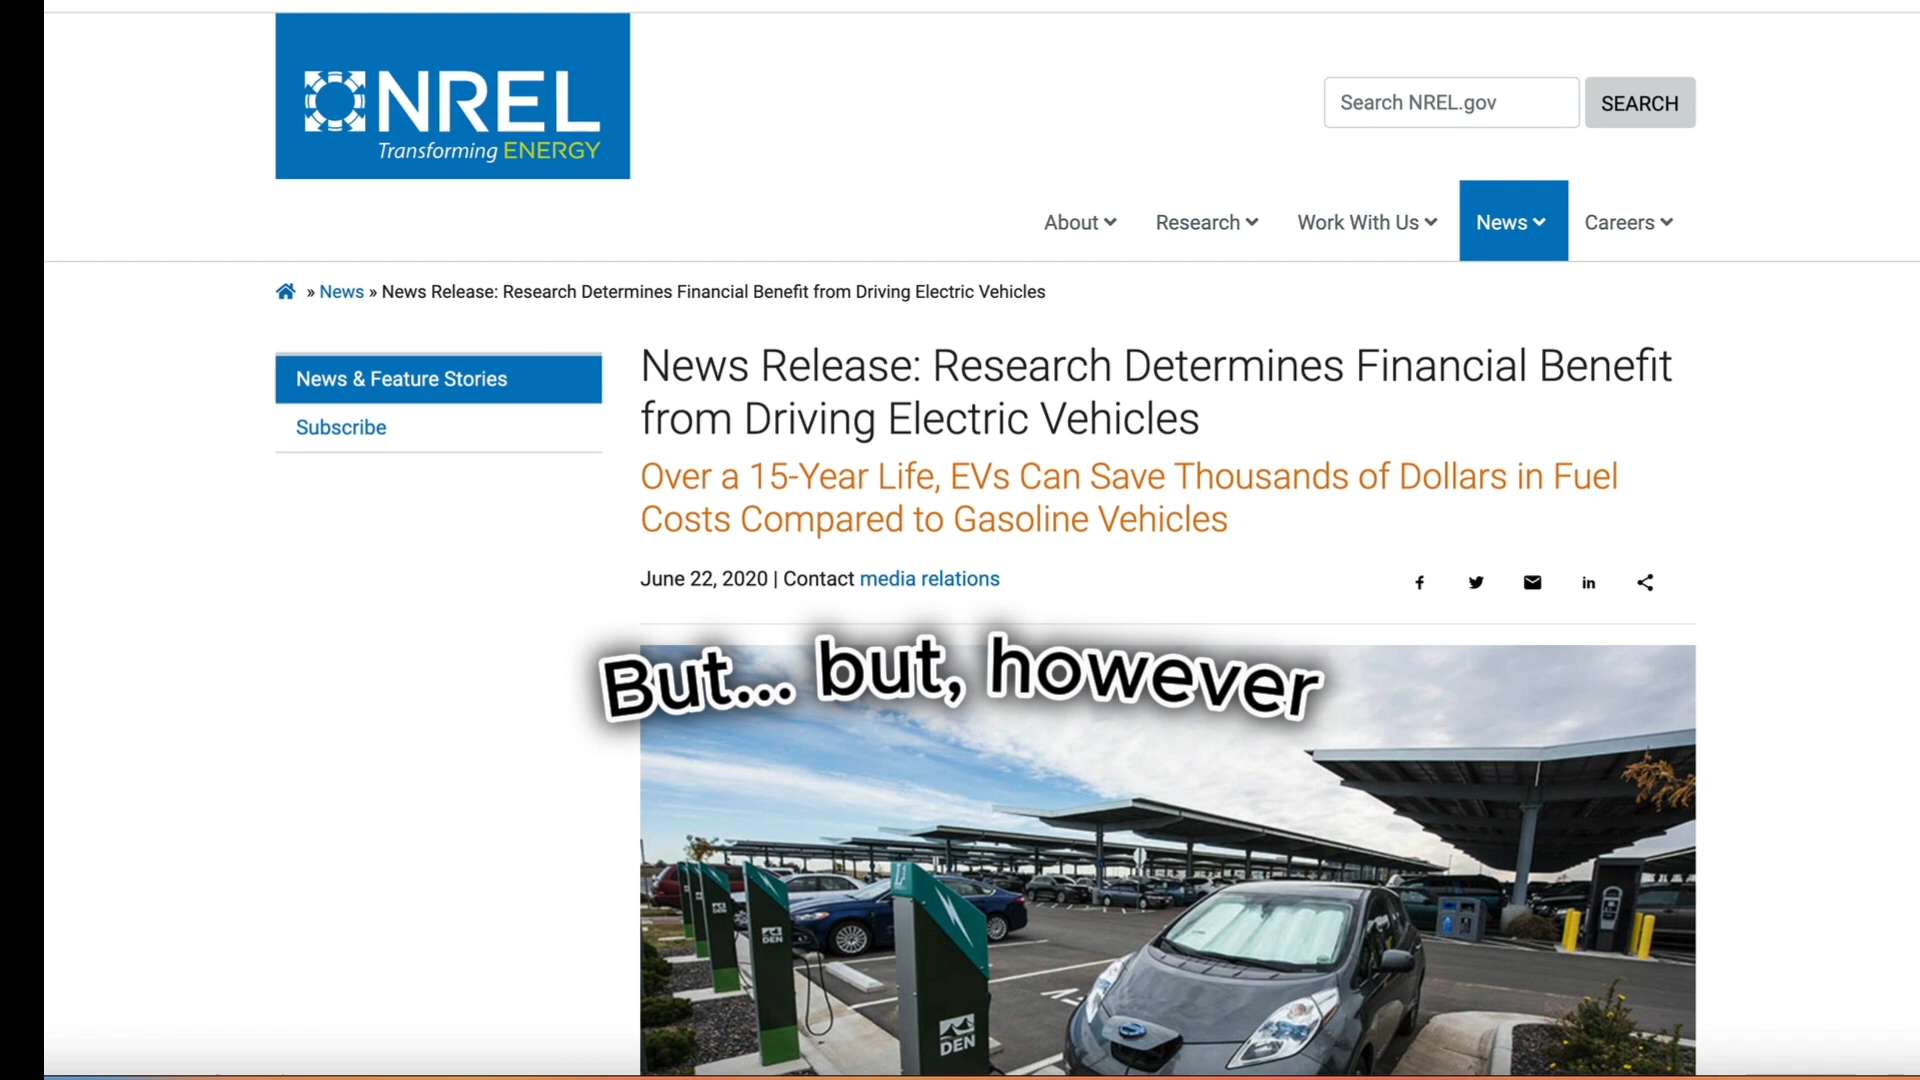 NREL
Transforming ENERGY
Search NREL.gov
SEARCH
About
Research
Work With Us
News
Careers
» News » News Release: Research Determines Financial Benefit from Driving Electric Vehicles
News & Feature Stories
Subscribe
News Release: Research Determines Financial Benefit
from Driving Electric Vehicles
Over a 15-Year Life, EVs Can Save Thousands of Dollars in Fuel
Costs Compared to Gasoline Vehicles
June 22, 2020 | Contact media relations
But... but, however
DEN
DEN
DEN